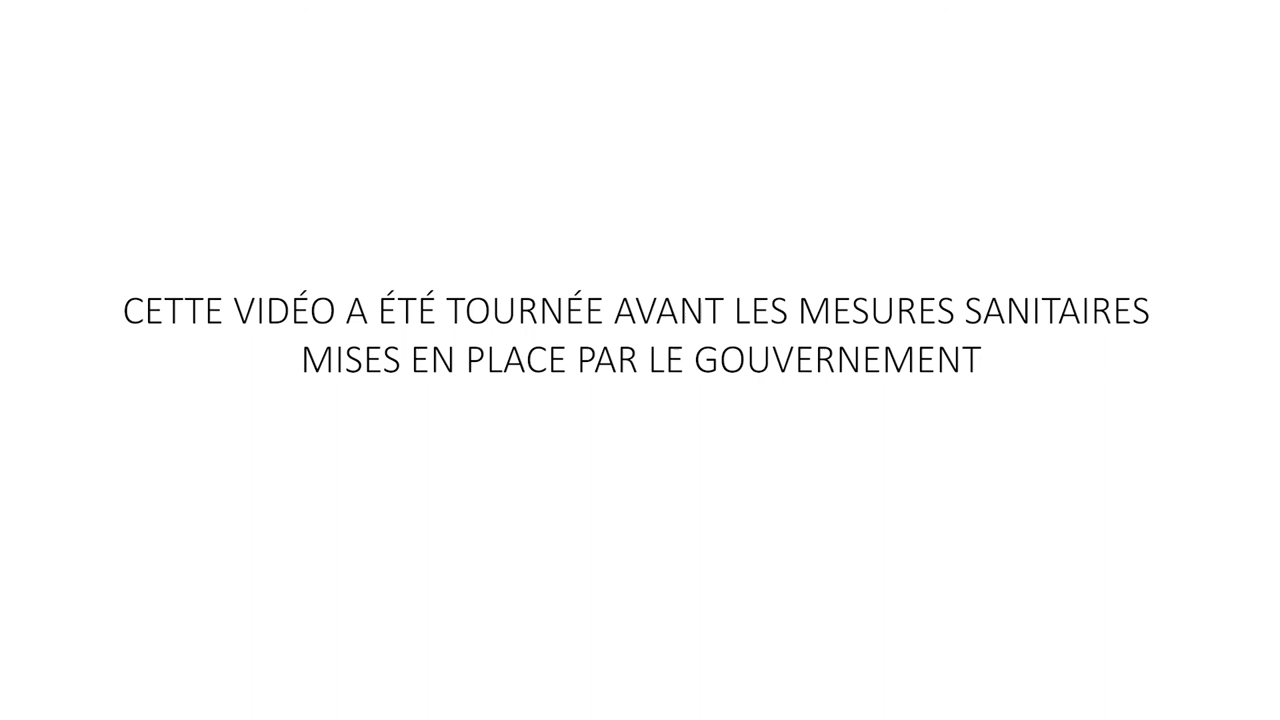 CETTE VIDÉO A ÉTÉ TOURNÉE AVANT LES MESURES SANITAIRES
MISES EN PLACE PAR LE GOUVERNEMENT